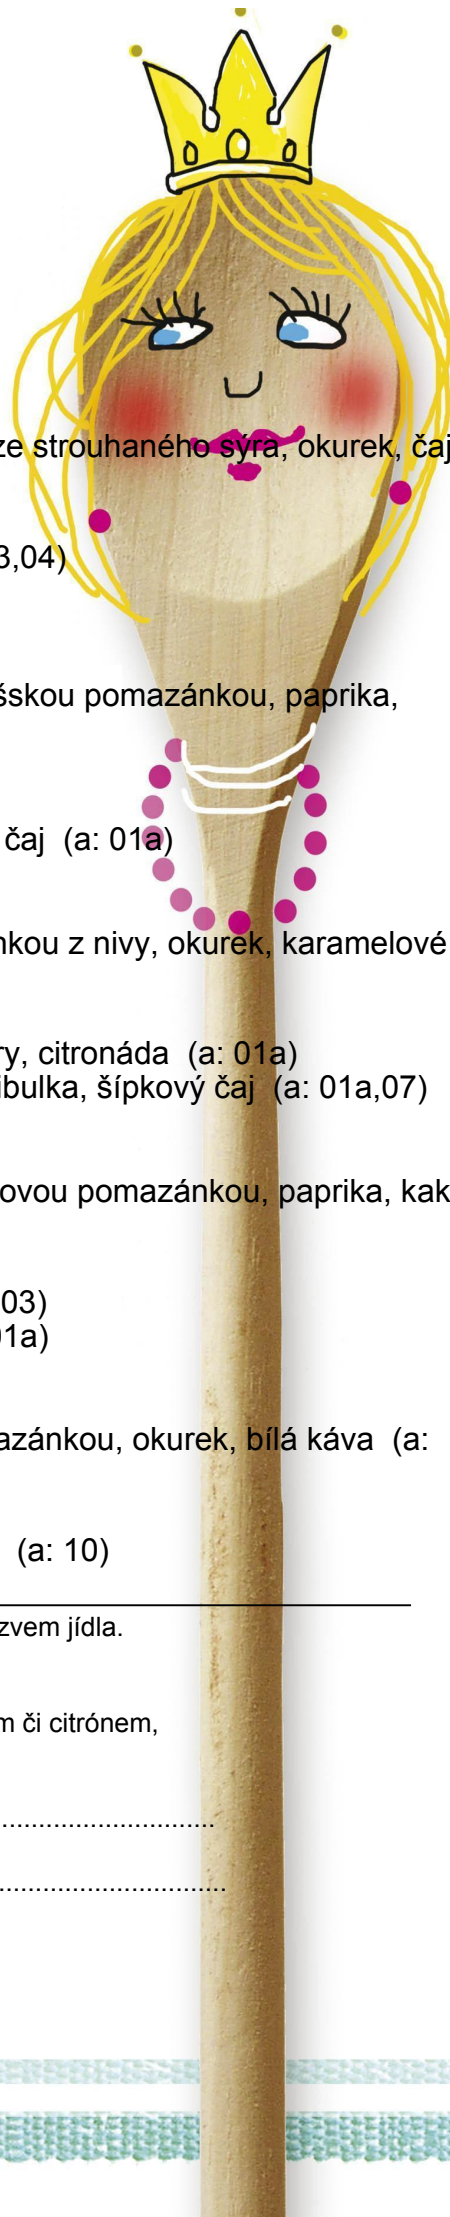 ze strouhaného sýra, okurek, čaj
3,04)
šskou pomazánkou, paprika,
čaj (a: 01a)
nkou z nivy, okurek, karamelové
ry, citronáda (a: 01a)
ibulka, šípkový čaj (a: 01a,07)
ovou pomazánkou, paprika, kak
03)
01a)
azánkou, okurek, bílá káva (a:
(a: 10)
zvem jídla.
m či citrónem,